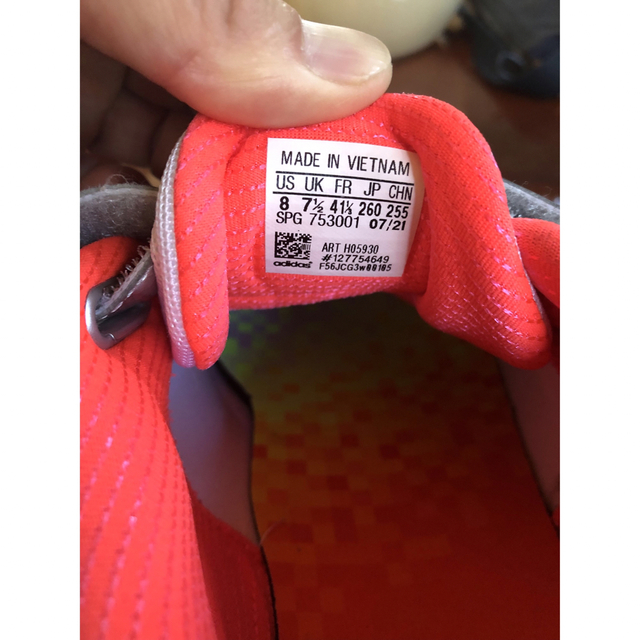 MADE IN VIETNAM
US UK FR JP CHN
8 7½ 41⅓ 260 255
SPG 753001 07/21
ART H05930
#127754649
adidas F56JCG3w00105